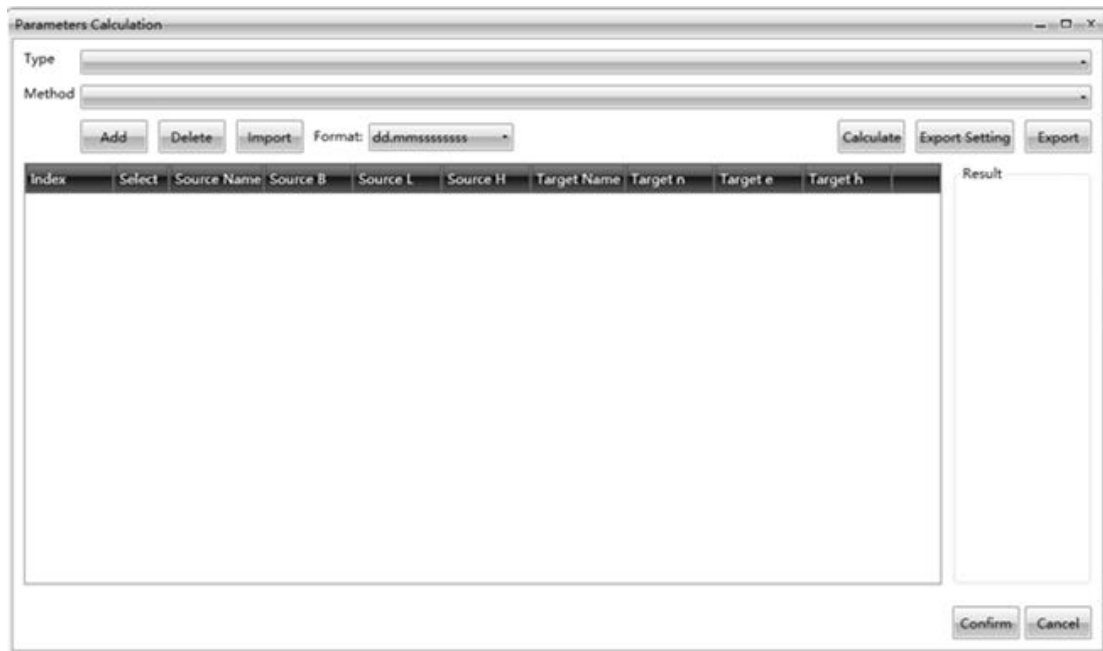 Parameters Calculation
Type
Method
Add Delete Import Format: dd.mmssssssss Calculate Export Setting Export
Index Select Source Name Source B Source L Source H Target Name Target n Target e Target h
Result
Confirm Cancel